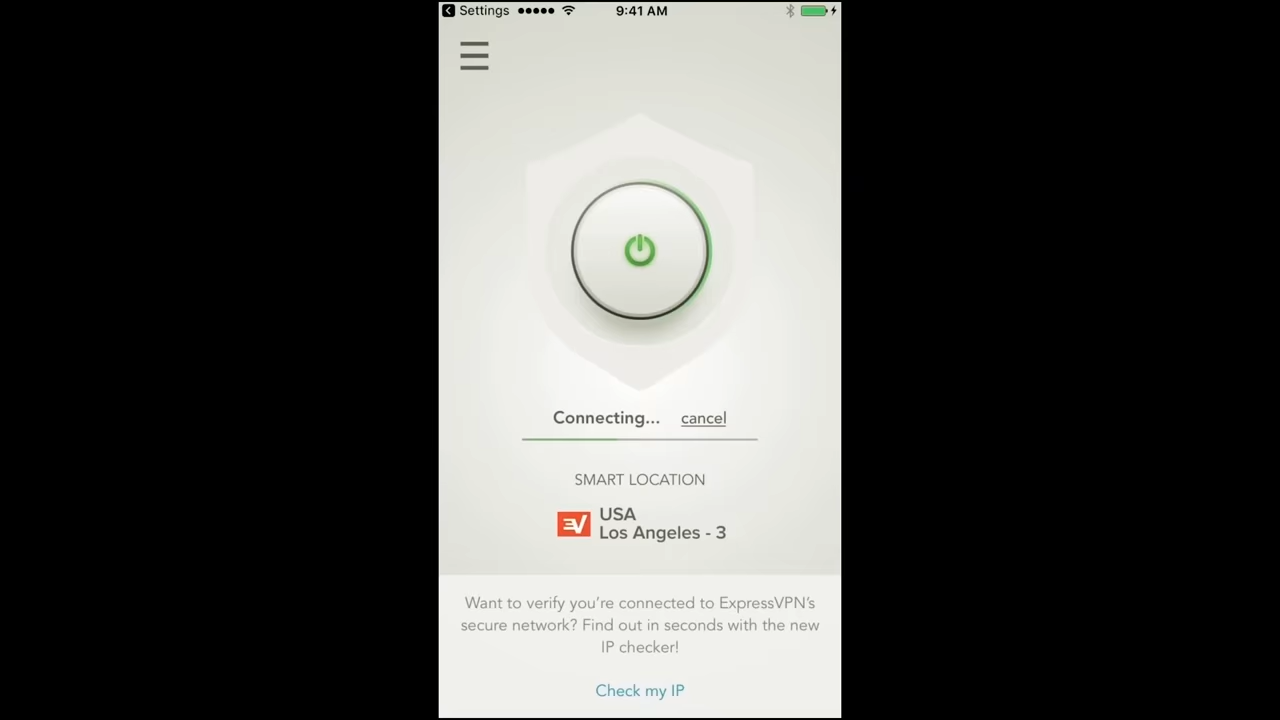 Settings 9:41 AM
Connecting... cancel
SMART LOCATION
USA
Los Angeles - 3
Want to verify you're connected to ExpressVPN's
secure network? Find out in seconds with the new
IP checker!
Check my IP